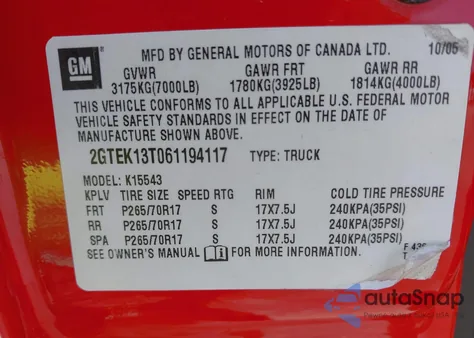 GM
MFD BY GENERAL MOTORS OF CANADA LTD. 10/05
GVWR GAWR FRT GAWR RR
3175KG(7000LB) 1780KG(3925LB) 1814KG(4000LB)
THIS VEHICLE CONFORMS TO ALL APPLICABLE U.S. FEDERAL MOTOR
VEHICLE SAFETY STANDARDS IN EFFECT ON THE DATE OF
MANUFACTURE SHOWN ABOVE.
2GTEK13T061194117 TYPE: TRUCK
MODEL: K15543
KPLV TIRE SIZE SPEED RTG RIM COLD TIRE PRESSURE
FRT P265/70R17 S 17X7.5J 240KPA(35PSI)
RR P265/70R17 S 17X7.5J 240KPA(35PSI)
SPA P265/70R17 S 17X7.5J 240KPA(35PSI)
SEE OWNER'S MANUAL FOR MORE INFORMATION.
autaSnap